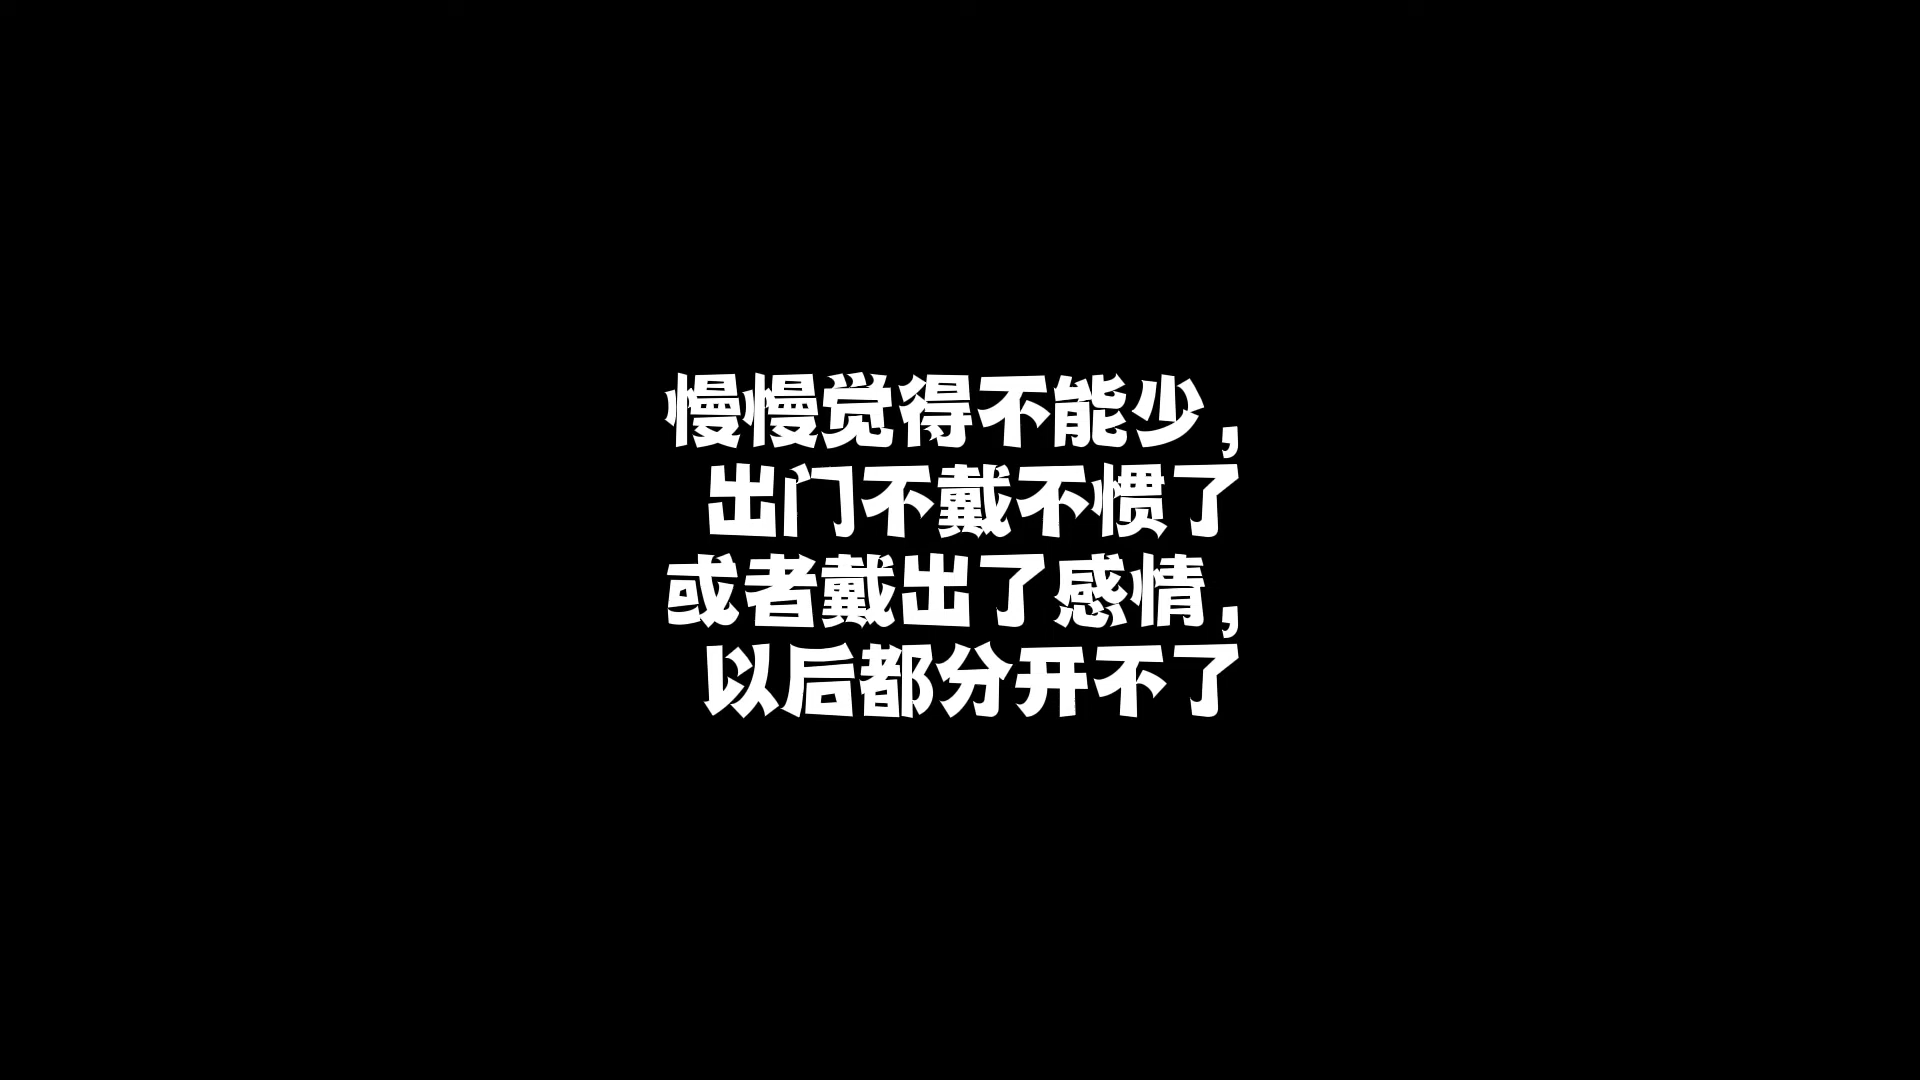 慢慢觉得不能少，
出门不戴不惯了
或者戴出了感情，
以后都分开不了